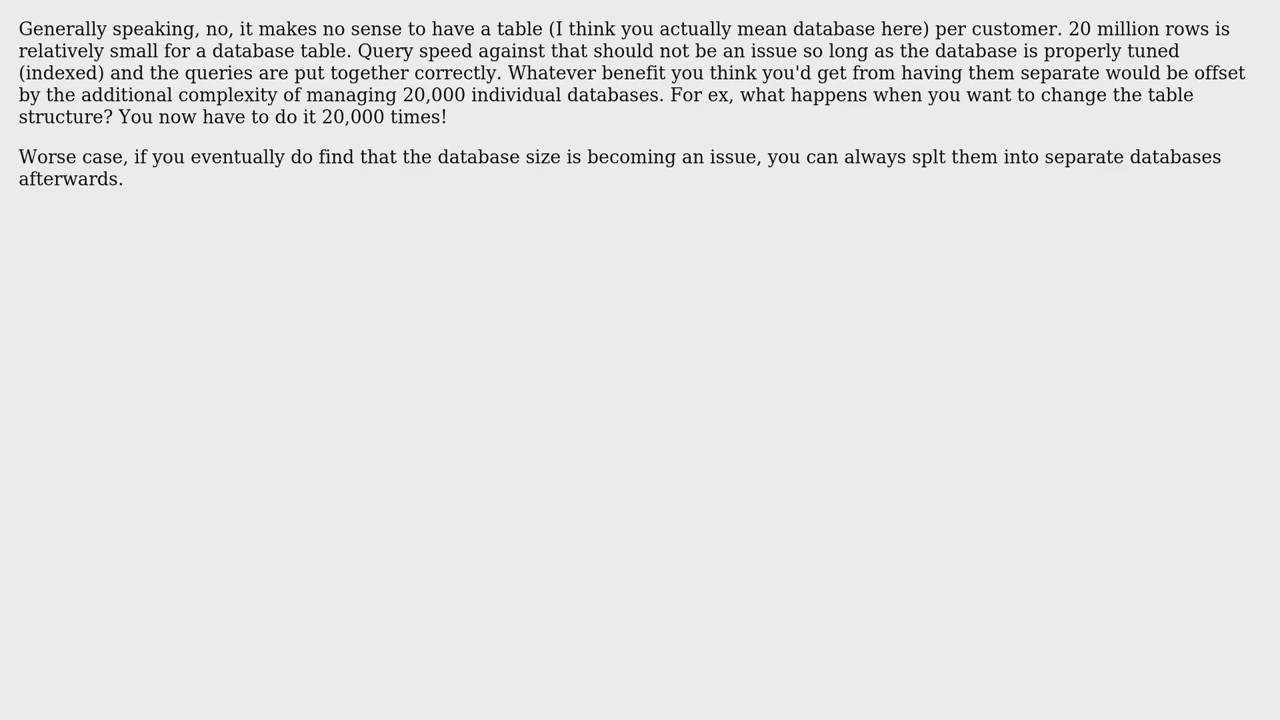 Generally speaking, no, it makes no sense to have a table (I think you actually mean database here) per customer. 20 million rows is
relatively small for a database table. Query speed against that should not be an issue so long as the database is properly tuned
(indexed) and the queries are put together correctly. Whatever benefit you think you'd get from having them separate would be offset
by the additional complexity of managing 20,000 individual databases. For ex, what happens when you want to change the table
structure? You now have to do it 20,000 times!
Worse case, if you eventually do find that the database size is becoming an issue, you can always splt them into separate databases
afterwards.